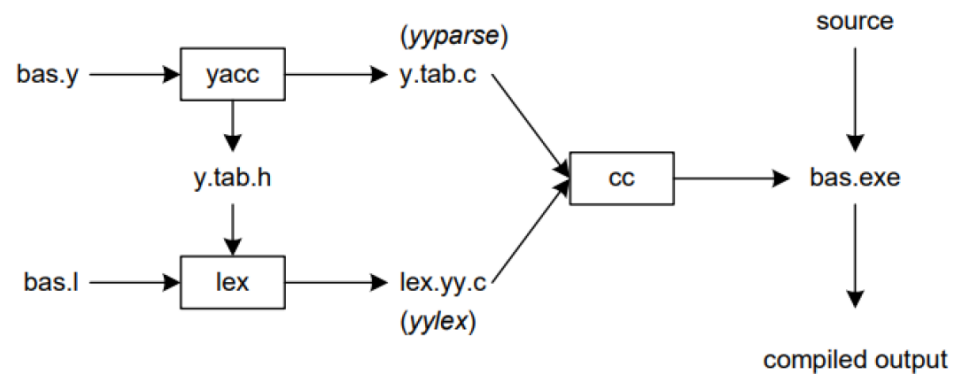 source
(yyparse)
bas.y
yacc
y.tab.c
y.tab.h
cc
bas.exe
bas.l
lex
lex.yy.c
(yylex)
compiled output